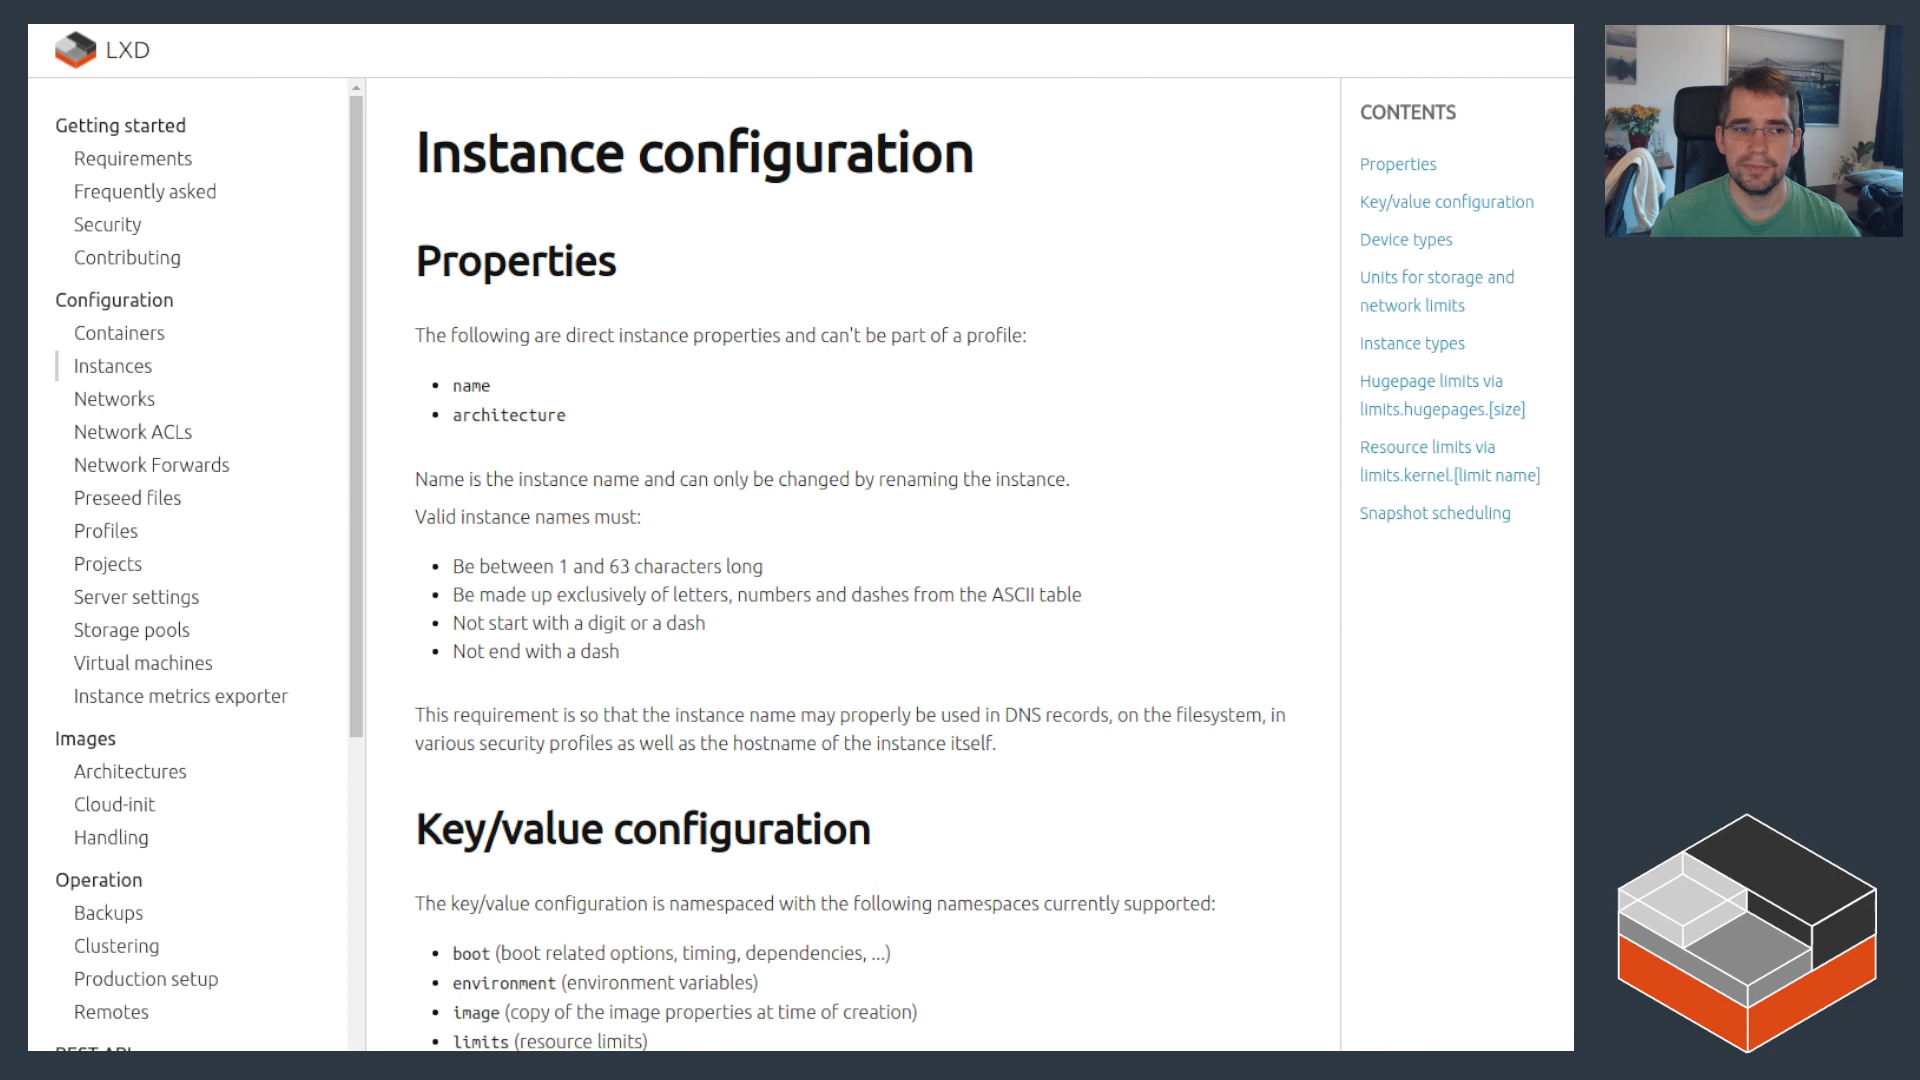 LXD
Getting started
Requirements
Frequently asked
Security
Contributing
Configuration
Containers
Instances
Networks
Network ACLs
Network Forwards
Preseed files
Profiles
Projects
Server settings
Storage pools
Virtual machines
Instance metrics exporter
Images
Architectures
Cloud-init
Handling
Operation
Backups
Clustering
Production setup
Remotes
REST API
Instance configuration
Properties
The following are direct instance properties and can't be part of a profile:
• name
• architecture
Name is the instance name and can only be changed by renaming the instance.
Valid instance names must:
• Be between 1 and 63 characters long
• Be made up exclusively of letters, numbers and dashes from the ASCII table
• Not start with a digit or a dash
• Not end with a dash
This requirement is so that the instance name may properly be used in DNS records, on the filesystem, in
various security profiles as well as the hostname of the instance itself.
Key/value configuration
The key/value configuration is namespaced with the following namespaces currently supported:
• boot (boot related options, timing, dependencies, ...)
• environment (environment variables)
• image (copy of the image properties at time of creation)
• limits (resource limits)
CONTENTS
Properties
Key/value configuration
Device types
Units for storage and
network limits
Instance types
Hugepage limits via
limits.hugepages.[size]
Resource limits via
limits.kernel.[limit name]
Snapshot scheduling